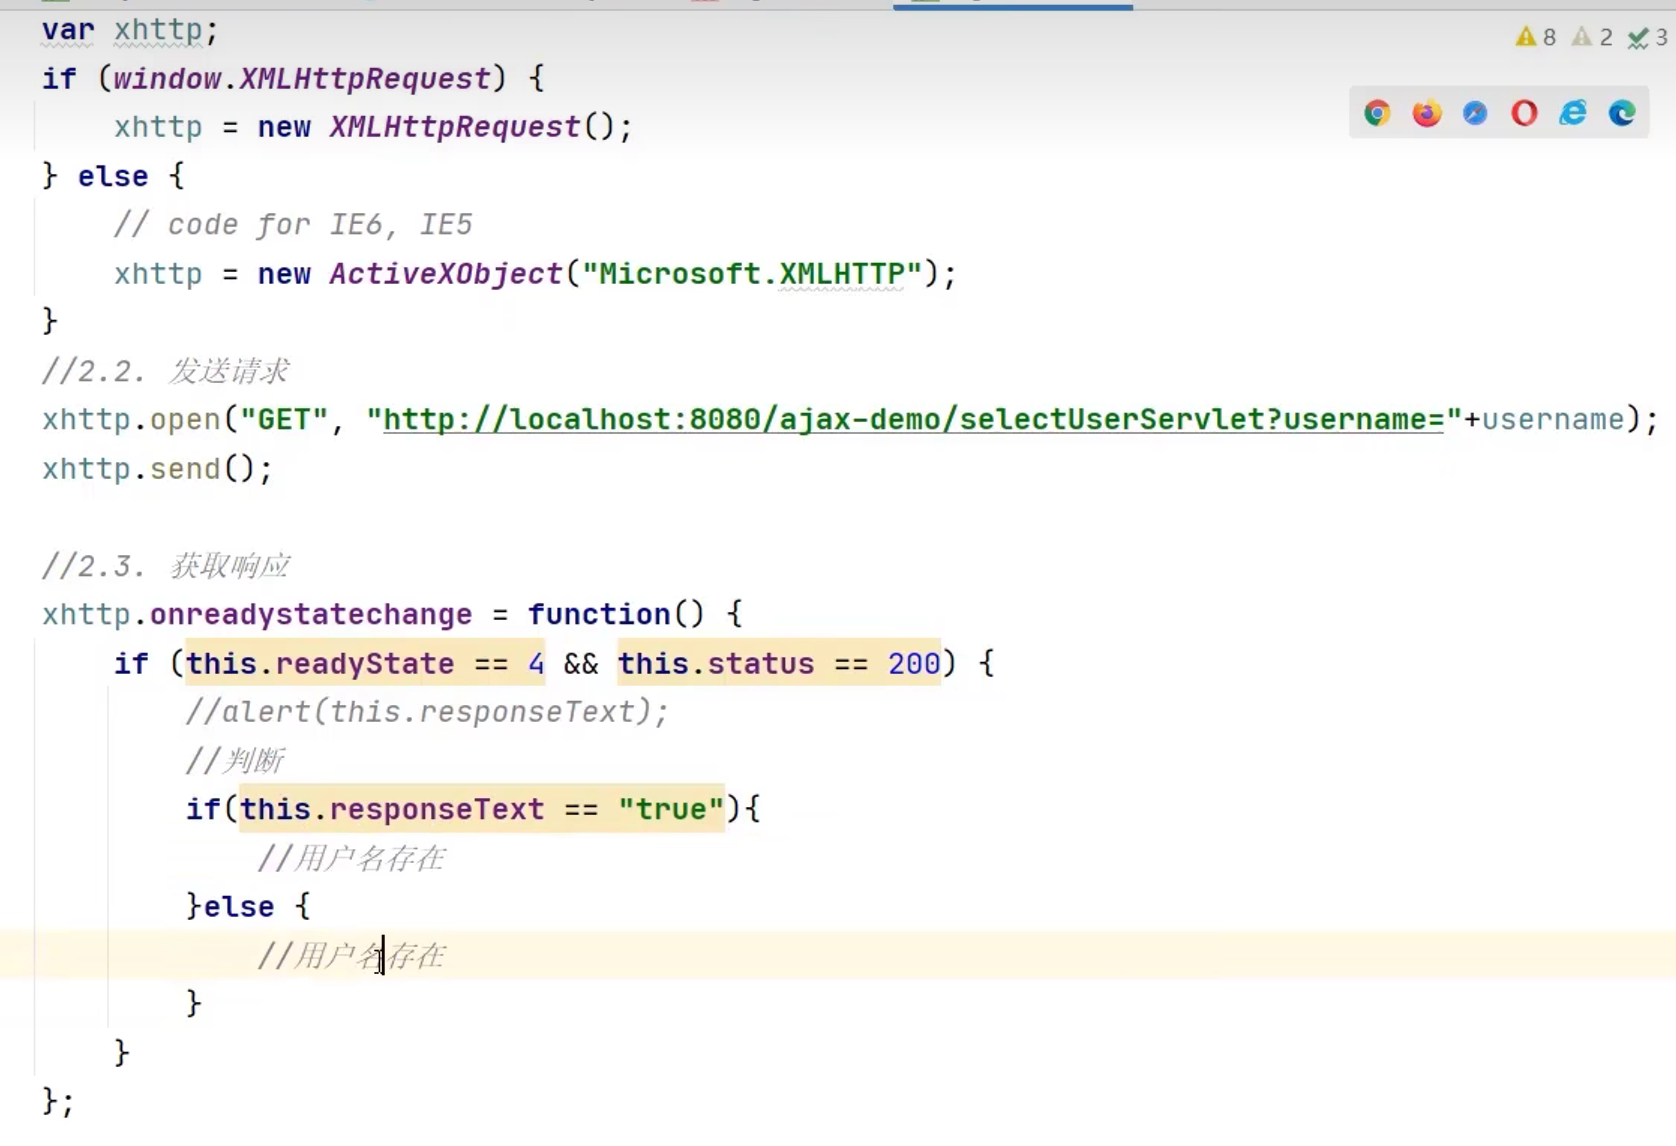 var xhttp;
8 2 3
if (window.XMLHttpRequest) {
xhttp = new XMLHttpRequest();
} else {
// code for IE6, IE5
xhttp = new ActiveXObject("Microsoft.XMLHTTP");
}
//2.2. 发送请求
xhttp.open("GET", "http://localhost:8080/ajax-demo/selectUserServlet?username="+username);
xhttp.send();
//2.3. 获取响应
xhttp.onreadystatechange = function() {
if (this.readyState == 4 && this.status == 200) {
//alert(this.responseText);
//判断
if(this.responseText == "true"){
//用户名存在
}else {
//用户名存在
}
}
};